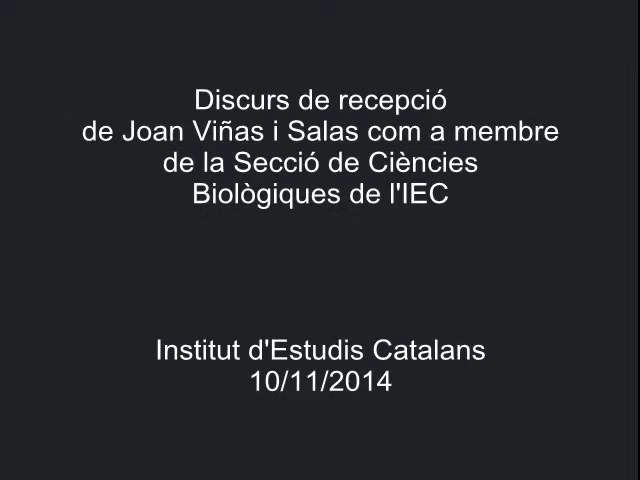 Discurs de recepció
de Joan Viñas i Salas com a membre
de la Secció de Ciències
Biològiques de l'IEC
Institut d'Estudis Catalans
10/11/2014